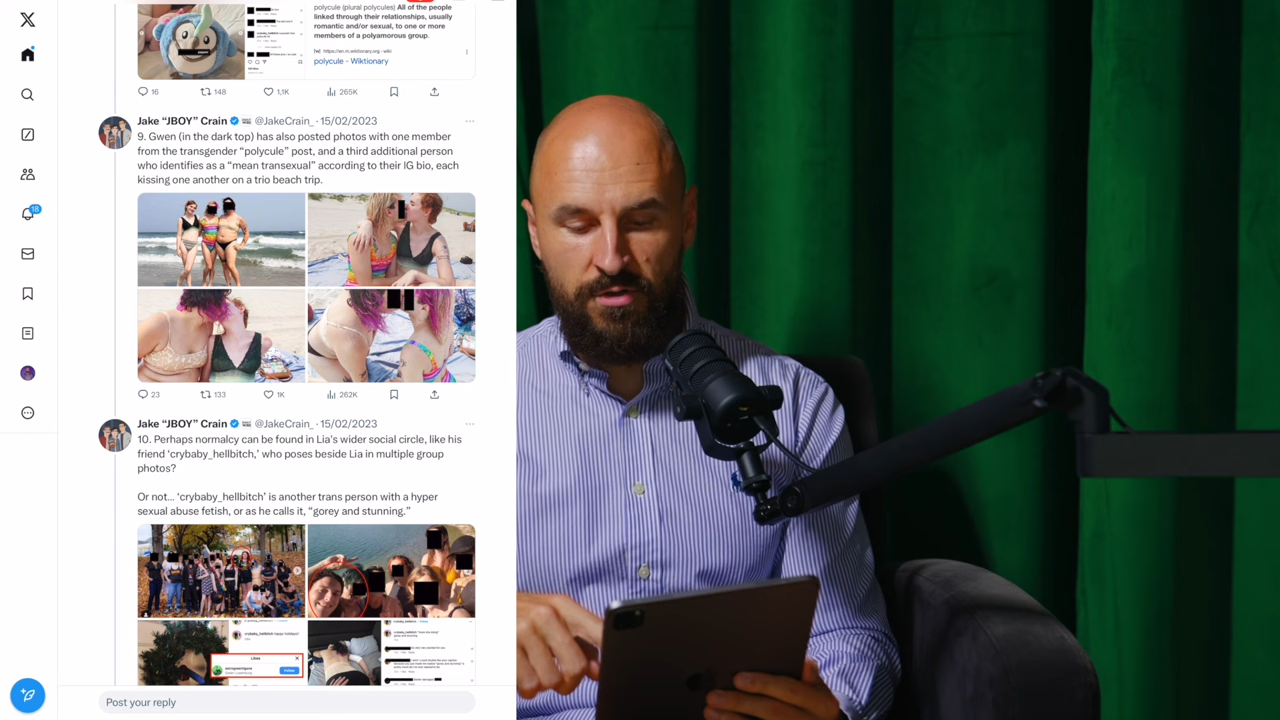 polycule (plural polycules) All of the people
linked through their relationships, usually
romantic and/or sexual, to one or more
members of a polyamorous group.
https://en.m.wiktionary.org › wiki
polycule - Wiktionary
16 148 1,1K 265K
18
Jake “JBOY” Crain @JakeCrain_ · 15/02/2023
9. Gwen (in the dark top) has also posted photos with one member
from the transgender “polycule” post, and a third additional person
who identifies as a “mean transexual” according to their IG bio, each
kissing one another on a trio beach trip.
23 133 1K 262K
Jake “JBOY” Crain @JakeCrain_ · 15/02/2023
10. Perhaps normalcy can be found in Lia's wider social circle, like his
friend ‘crybaby_hellbitch,’ who poses beside Lia in multiple group
photos?
Or not... ‘crybaby_hellbitch’ is another trans person with a hyper
sexual abuse fetish, or as he calls it, “gorey and stunning.”
crybaby_hellbitch happy holidays!
Likes
Follow
Post your reply